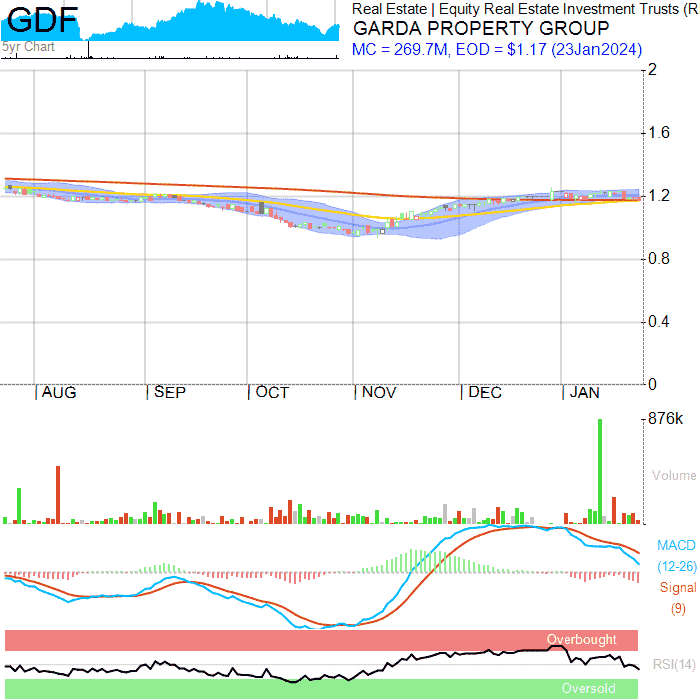 GDF
5yr Chart
Real Estate | Equity Real Estate Investment Trusts (R
GARDA PROPERTY GROUP
MC = 269.7M, EOD = $1.17 (23Jan2024)
2
1.6
1.2
0.8
0.4
0
AUG SEP OCT NOV DEC JAN
876k
Volume
MACD
(12-26)
Signal
(9)
Overbought
RSI(14)
Oversold